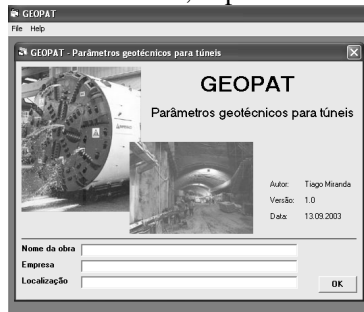 GEOPAT
File Help
GEOPAT - Parâmetros geotécnicos para túneis
GEOPAT
Parâmetros geotécnicos para túneis
Autor: Tiago Miranda
Versão: 1.0
Data: 13.09.2003
Nome da obra
Empresa
Localização
OK